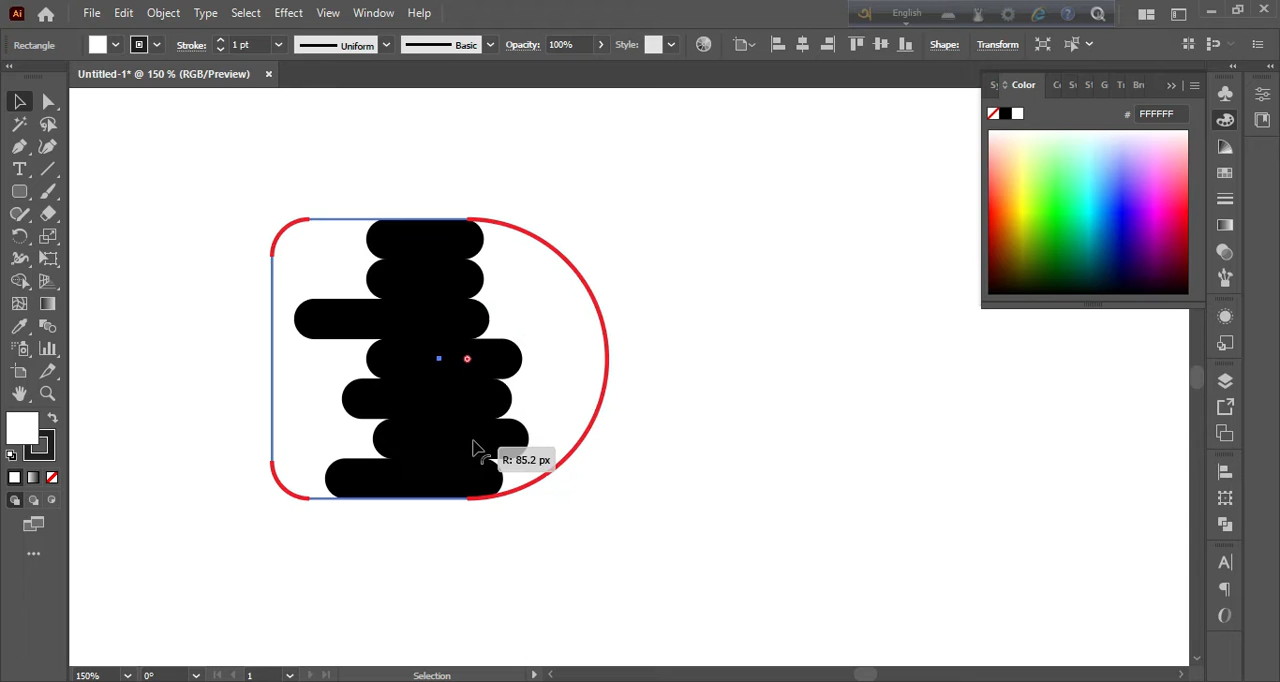 Ai File Edit Object Type Select Effect View Window Help English
Rectangle Stroke: 1 pt Uniform Basic Opacity: 100% Style: Shape: Transform
Untitled-1* @ 150 % (RGB/Preview) ×
Color
# FFFFFF
R: 85.2 px
150% 0° 1 Selection